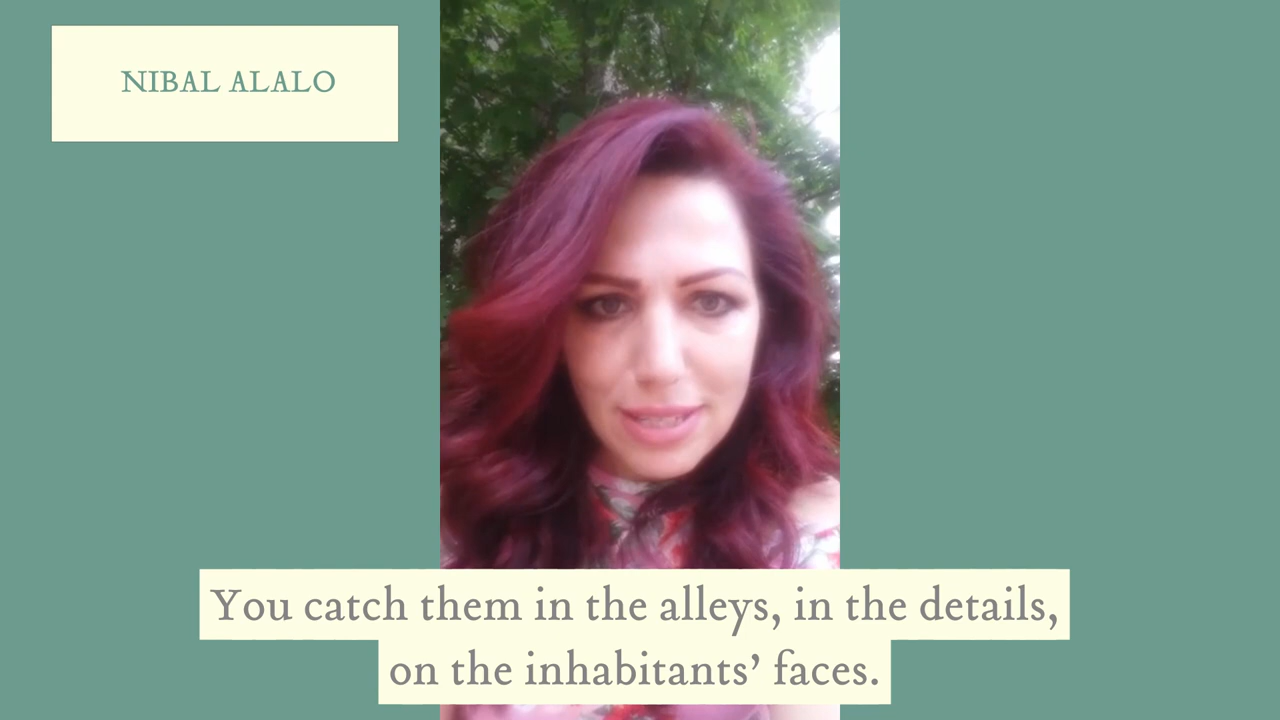 NIBAL ALALO
You catch them in the alleys, in the details,
on the inhabitants’ faces.